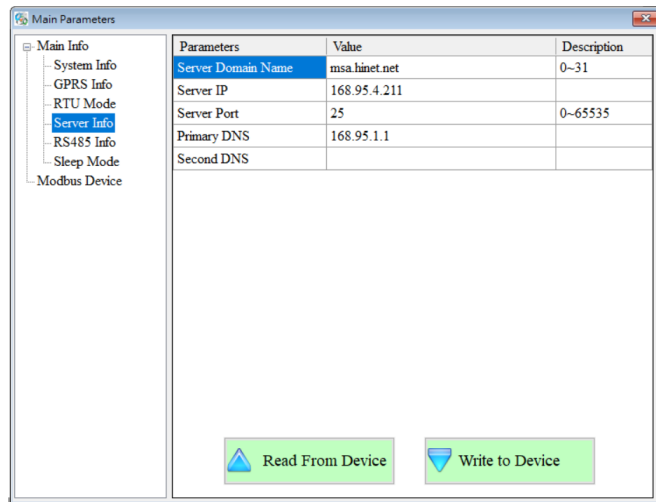 Main Parameters
Main Info
System Info
GPRS Info
RTU Mode
Server Info
RS485 Info
Sleep Mode
Modbus Device
Parameters Value Description
Server Domain Name msa.hinet.net 0~31
Server IP 168.95.4.211
Server Port 25 0~65535
Primary DNS 168.95.1.1
Second DNS
Read From Device Write to Device